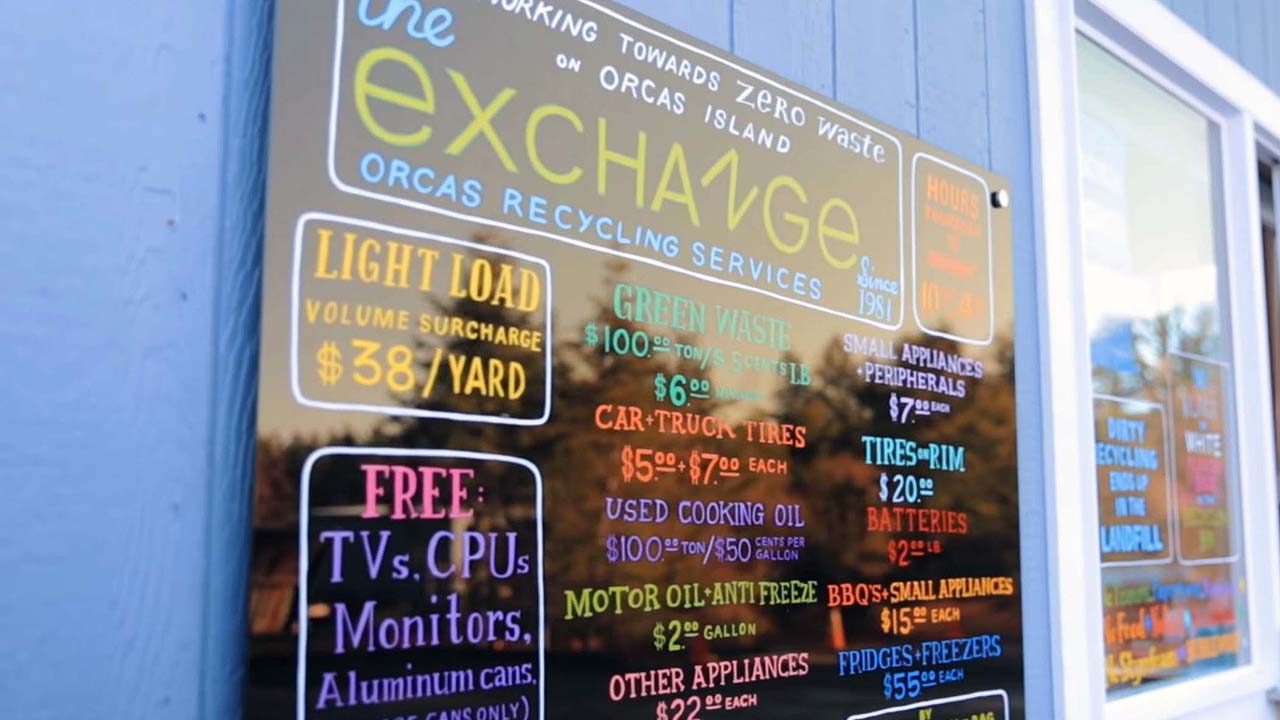 WORKING TOWARDS ZERO WASTE
ON ORCAS ISLAND
the
EXCHANGE
ORCAS RECYCLING SERVICES
Since
1981
HOURS
LIGHT LOAD
VOLUME SURCHARGE
$38/YARD
FREE:
TVs, CPUs
Monitors,
Aluminum cans,
CANS ONLY)
GREEN WASTE
$100.00 TON/5 CENTS LB
$6.00
CAR+TRUCK TIRES
$5.00+$7.00 EACH
USED COOKING OIL
$100.00 TON/$50 CENTS PER
GALLON
MOTOR OIL+ANTI FREEZE
$2.00 GALLON
OTHER APPLIANCES
$22.00 EACH
SMALL APPLIANCES
+PERIPHERALS
$7.00 EACH
TIRES ON RIM
$20.00
BATTERIES
$2.00 LB
BBQ'S+SMALL APPLIANCES
$15.00 EACH
FRIDGES+FREEZERS
$55.00 EACH
BY
BAG
DIRTY
RECYCLING
ENDS UP
IN THE
LANDFILL
WHITE